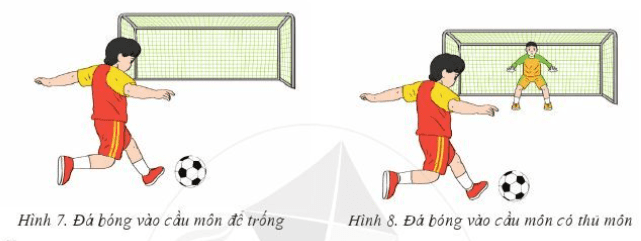 Hình 7. Đá bóng vào cầu môn để trống
Hình 8. Đá bóng vào cầu môn có thủ môn